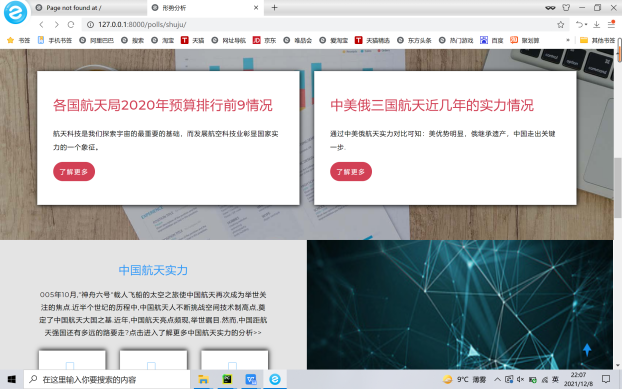 Page not found at /
形势分析
127.0.0.1:8000/polls/shuju/
书签 手机书签 阿里巴巴 搜索 淘宝 天猫 网址导航 京东 唯品会 爱淘宝 天猫精选 东方头条 热门游戏 百度 聚划算 » 其他书签
各国航天局2020年预算排行前9情况
航天科技是我们探索宇宙的最重要的基础，而发展航空科技业彰显国家实
力的一个象征。
了解更多
中美俄三国航天近几年的实力情况
通过中美俄航天实力对比可知：美优势明显，俄继承遗产，中国走出关键
一步.
了解更多
中国航天实力
005年10月,"神舟六号"载人飞船的太空之旅使中国航天再次成为举世关
注的焦点.近半个世纪的历程中,中国航天人不断挑战空间技术制高点,奠
定了中国航天大国之基.近年,中国航天亮点频现,举世瞩目.然而,中国距航
天强国还有多远的路要走?点击进入了解更多中国航天实力的分析>>
在这里输入你要搜索的内容
9°C 薄雾
英
22:07
2021/12/8